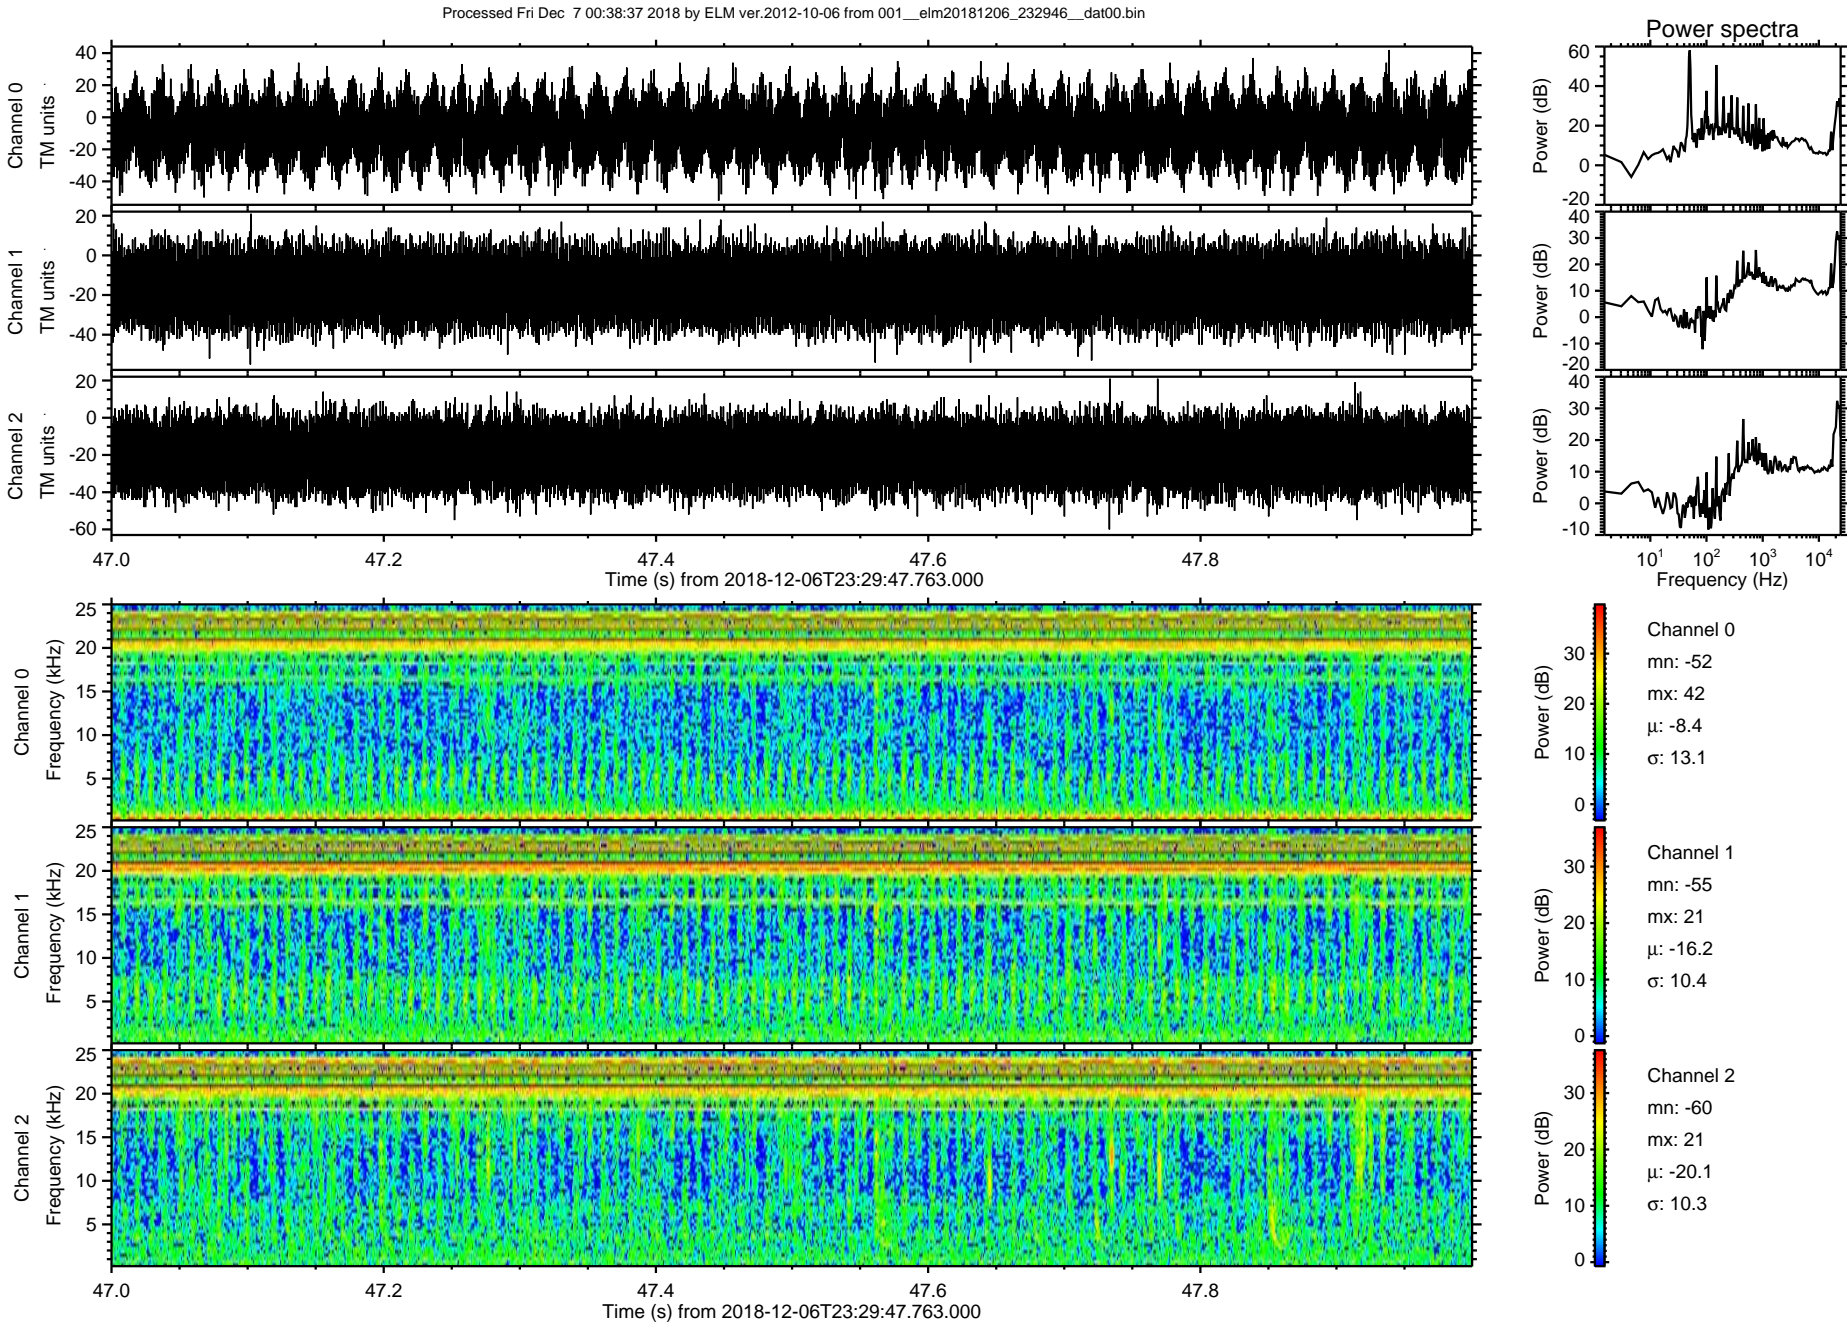 Processed Fri Dec  7 00:38:37 2018 by ELM ver.2012-10-06 from 001__elm20181206_232946__dat00.bin
Power spectra
Channel 0
TM units
40
20
0
-20
-40
Power (dB)
60
40
20
0
-20
Channel 1
TM units
20
0
-20
-40
Power (dB)
40
30
20
10
0
-10
-20
Channel 2
TM units
20
0
-20
-40
-60
Power (dB)
40
30
20
10
0
-10
47.0 47.2 47.4 47.6 47.8
Time (s) from 2018-12-06T23:29:47.763.000
10^1 10^2 10^3 10^4
Frequency (Hz)
Channel 0
Frequency (kHz)
25
20
15
10
5
Power (dB)
30
20
10
0
Channel 0
mn: -52
mx: 42
μ: -8.4
σ: 13.1
Channel 1
Frequency (kHz)
25
20
15
10
5
Power (dB)
30
20
10
0
Channel 1
mn: -55
mx: 21
μ: -16.2
σ: 10.4
Channel 2
Frequency (kHz)
25
20
15
10
5
Power (dB)
30
20
10
0
Channel 2
mn: -60
mx: 21
μ: -20.1
σ: 10.3
47.0 47.2 47.4 47.6 47.8
Time (s) from 2018-12-06T23:29:47.763.000